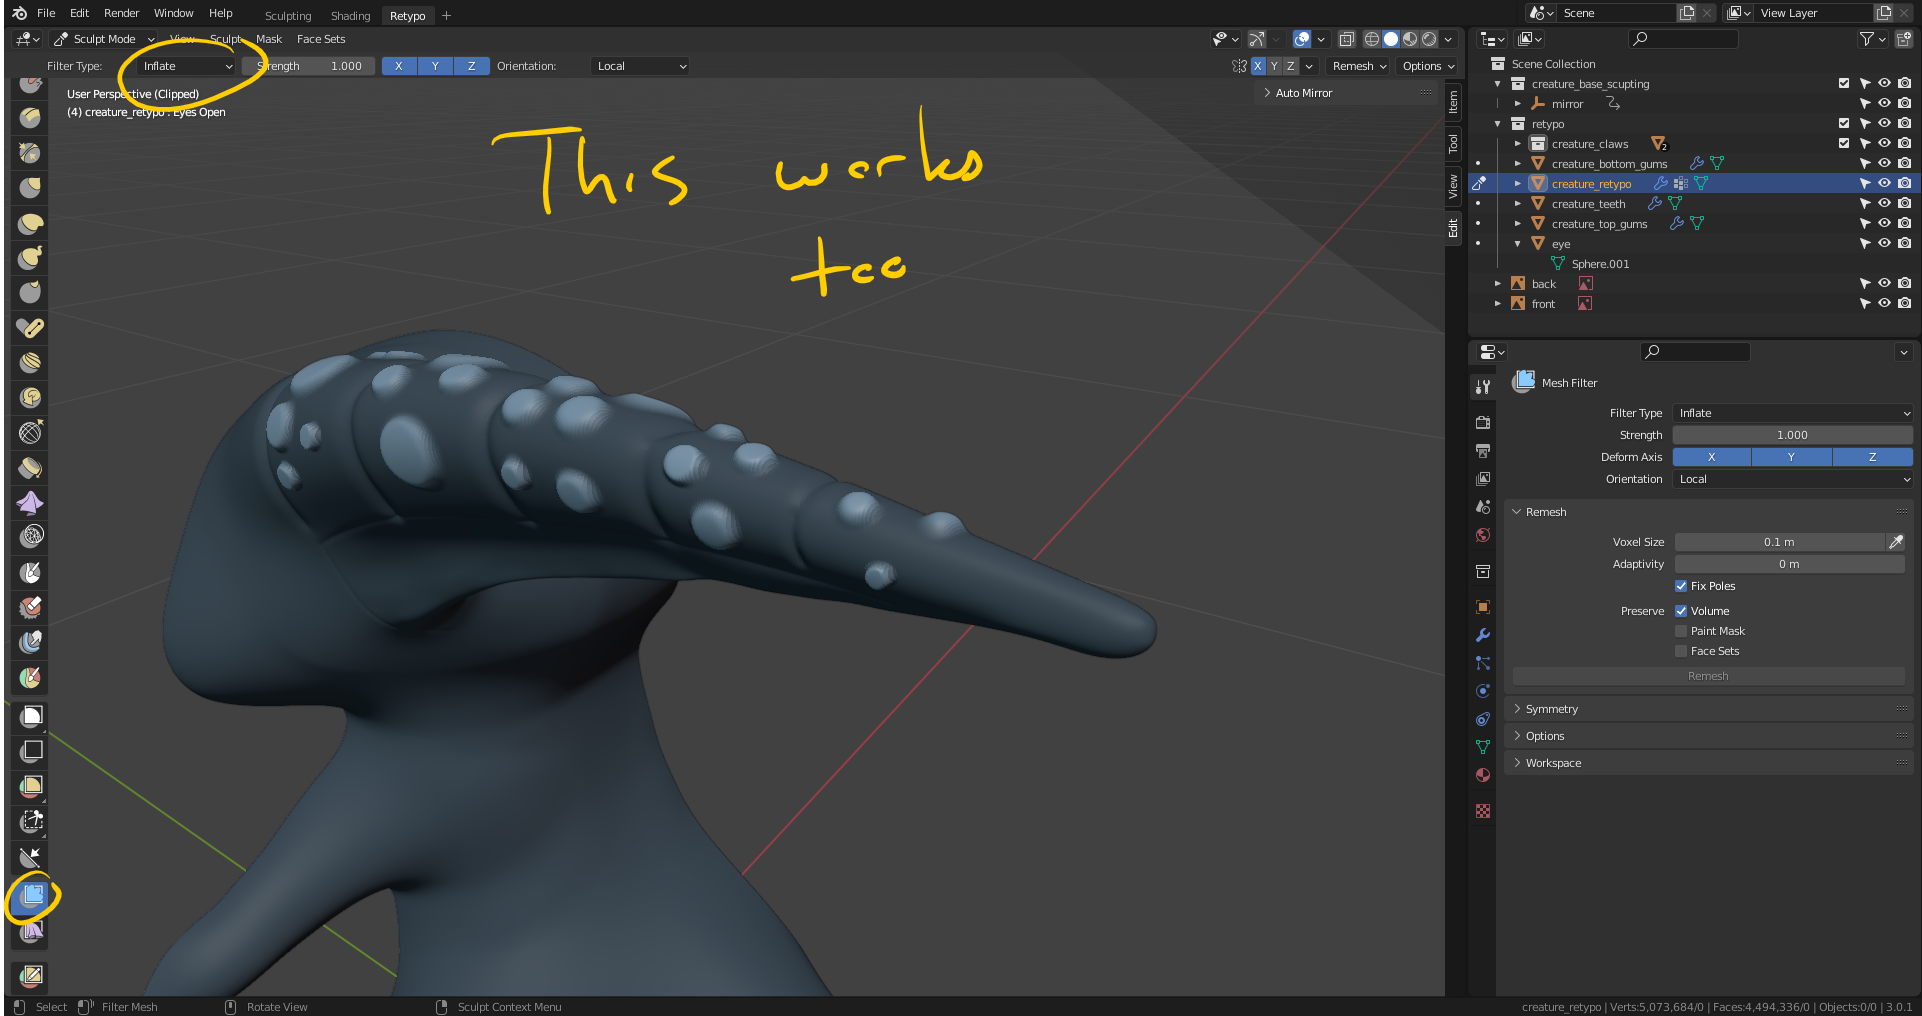 File Edit Render Window Help Sculpting Shading Retypo + Scene View Layer
Sculpt Mode View Sculpt Mask Face Sets
Filter Type: Inflate Strength 1.000 X Y Z Orientation: Local X Y Z Remesh Options
User Perspective (Clipped)
(4) creature_retypo : Eyes Open
Auto Mirror
Item
Tool
View
Edit
This works
too
Scene Collection
creature_base_scupting
mirror
retypo
creature_claws 2
creature_bottom_gums
creature_retypo
creature_teeth
creature_top_gums
eye
Sphere.001
back
front
Mesh Filter
Filter Type Inflate
Strength 1.000
Deform Axis X Y Z
Orientation Local
Remesh
Voxel Size 0.1 m
Adaptivity 0 m
Fix Poles
Preserve Volume
Paint Mask
Face Sets
Remesh
Symmetry
Options
Workspace
Select Filter Mesh Rotate View Sculpt Context Menu creature_retypo | Verts:5,073,684/0 | Faces:4,494,336/0 | Objects:0/0 | 3.0.1